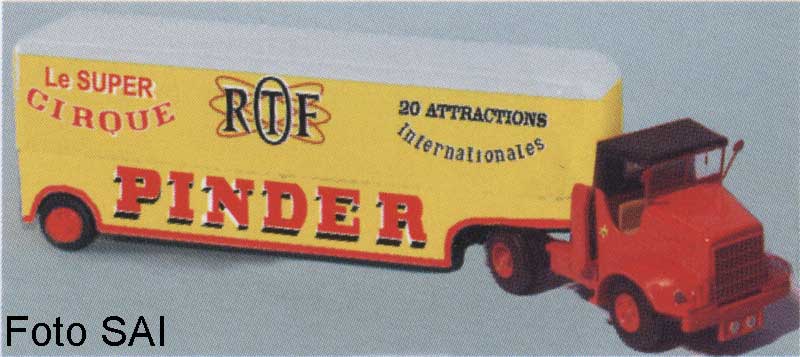 Le SUPER
CIRQUE
RTF
20 ATTRACTIONS
Internationales
PINDER
Foto SAI